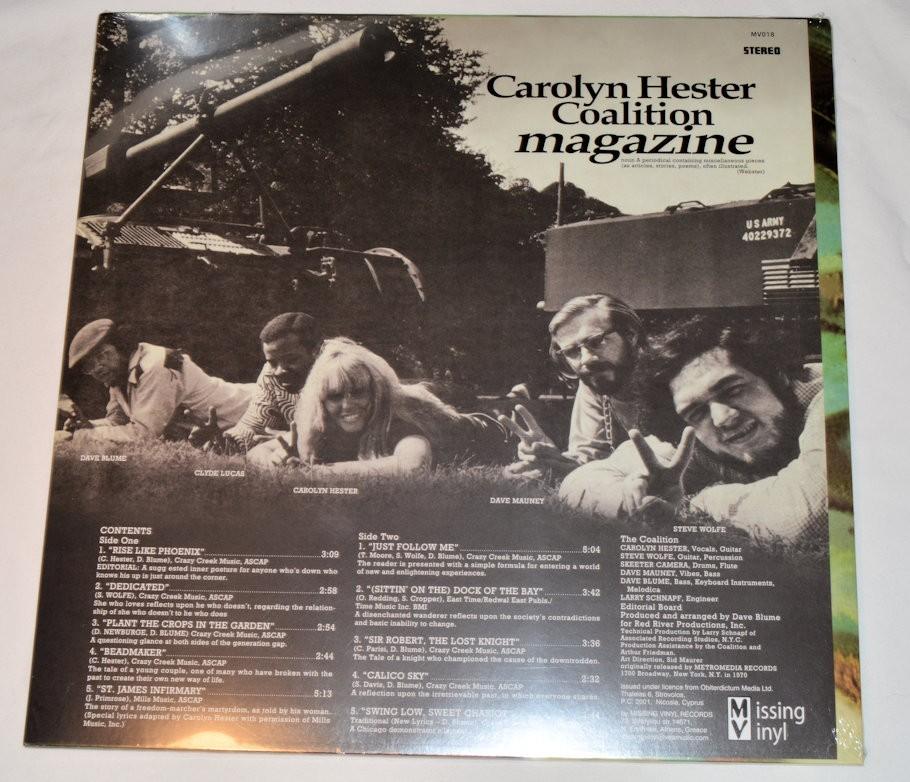 MV018
STEREO
Carolyn Hester
Coalition
magazine
noun A periodical containing miscellaneous pieces
(as articles, stories, poems), often illustrated.
(Webster)
US ARMY
40229372
DAVE BLUME
CLYDE LUCAS
CAROLYN HESTER
DAVE MAUNEY
STEVE WOLFE
CONTENTS
Side One
1. "RISE LIKE PHOENIX" 3:09
(C. Hester, D. Blume), Crazy Creek Music, ASCAP
EDITORIAL: A sugg ested inner posture for anyone who's down who
knows his up is just around the corner.
2. "DEDICATED" 2:58
(S. WOLFE), Crazy Creek Music, ASCAP
She who loves reflects upon he who doesn't, regarding the relation-
ship of she who doesn't to he who does
3. "PLANT THE CROPS IN THE GARDEN" 2:54
(D. NEWBURGE, D. BLUME) Crazy Creek Music, ASCAP
A questioning glance at both sides of the generation gap.
4. "BEADMAKER" 2:44
(C. Hester), Crazy Creek Music, ASCAP
The tale of a young couple, one of many who have broken with the
past to create their own new way of life.
5. "ST. JAMES INFIRMARY" 5:13
(J. Primrose), Mills Music, ASCAP
The story of a freedom-marcher's martyrdom, as told by his woman.
(Special lyrics adapted by Carolyn Hester with permission of Mills
Music, Inc.)
Side Two
1. "JUST FOLLOW ME" 5:04
(T. Moore, S. Wolfe, D. Blume), Crazy Creek Music, ASCAP
The reader is presented with a simple formula for entering a world
of new and enlightening experiences.
2. "(SITTIN' ON THE) DOCK OF THE BAY" 3:42
(O. Redding, S. Cropper), East Time/Redwal East Publs./
Time Music Inc. BMI
A disenchanted wanderer reflects upon the society's contradictions
and basic inability to change.
3. "SIR ROBERT, THE LOST KNIGHT" 3:36
(C. Parisi, D. Blume), Crazy Creek Music, ASCAP
The Tale of a knight who championed the cause of the downtrodden.
4. "CALICO SKY" 2:32
(S. Davis, D. Blume), Crazy Creek Music, ASCAP
A reflection upon the irretrievable past, in which everyone shares.
5. "SWING LOW, SWEET CHARIOT
Traditional (New Lyrics - D. Blume)
A Chicago demonstrator's
The Coalition
CAROLYN HESTER, Vocals, Guitar
STEVE WOLFE, Guitar, Percussion
SKEETER CAMERA, Drums, Flute
DAVE MAUNEY, Vibes, Bass
DAVE BLUME, Bass, Keyboard Instruments,
Melodica
LARRY SCHNAPF, Engineer
Editorial Board
Produced and arranged by Dave Blume
for Red River Productions, Inc.
Technical Production by Larry Schnapf of
Associated Recording Studios, N.Y.C.
Production Assistance by the Coalition and
Arthur Friedman.
Art Direction, Sid Maurer
originally released by METROMEDIA RECORDS
1700 Broadway, New York, N.Y. in 1970
issued under licence from Obiterdictum Media Ltd.
Thaleias 6, Strovolos,
P.C. 2001, Nicosia, Cyprus
by MISSING VINYL RECORDS
Athens, Greece
MV issing
inyl